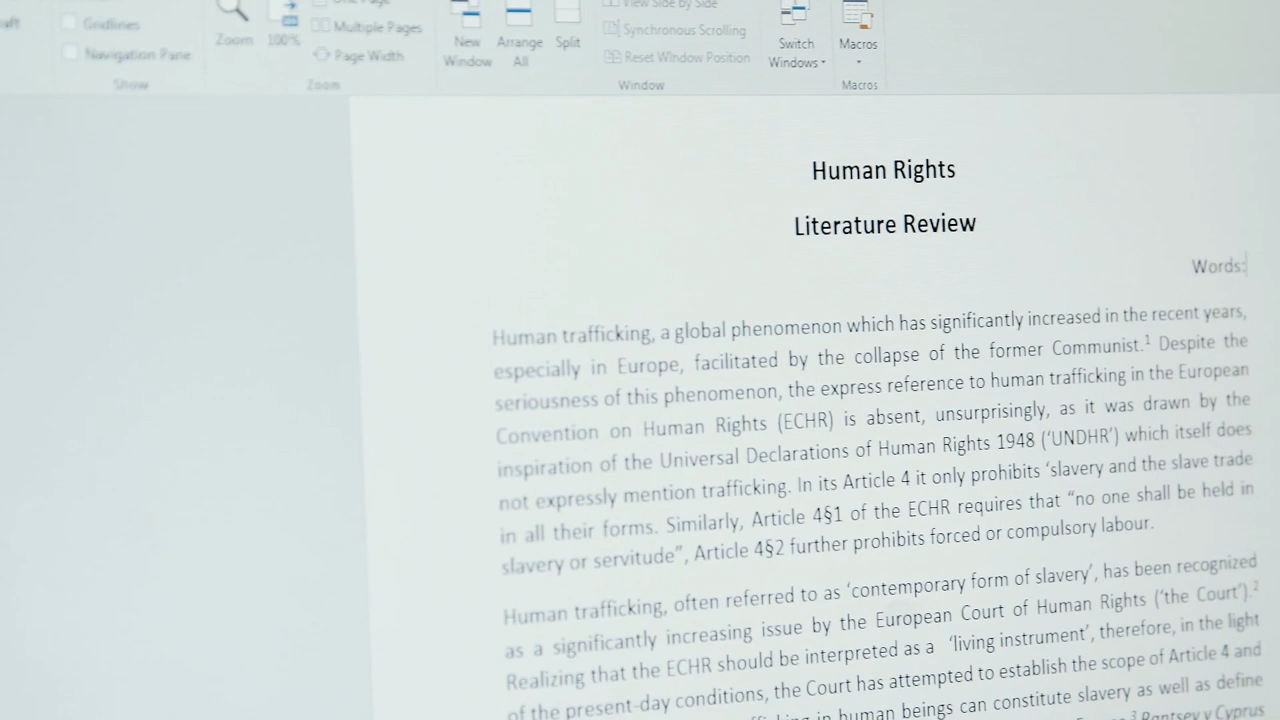 Gridlines
Navigation Pane
Show
Zoom
100%
Multiple Pages
Page Width
Zoom
New Window
Arrange All
Split
View Side by Side
Synchronous Scrolling
Reset Window Position
Window
Switch Windows
Macros
Macros
Human Rights
Literature Review
Words:
Human trafficking, a global phenomenon which has significantly increased in the recent years,
especially in Europe, facilitated by the collapse of the former Communist.¹ Despite the
seriousness of this phenomenon, the express reference to human trafficking in the European
Convention on Human Rights (ECHR) is absent, unsurprisingly, as it was drawn by the
inspiration of the Universal Declarations of Human Rights 1948 (‘UNDHR’) which itself does
not expressly mention trafficking. In its Article 4 it only prohibits ‘slavery and the slave trade
in all their forms. Similarly, Article 4§1 of the ECHR requires that “no one shall be held in
slavery or servitude”, Article 4§2 further prohibits forced or compulsory labour.
Human trafficking, often referred to as ‘contemporary form of slavery’, has been recognized
as a significantly increasing issue by the European Court of Human Rights (‘the Court’).²
Realizing that the ECHR should be interpreted as a ‘living instrument’, therefore, in the light
of the present-day conditions, the Court has attempted to establish the scope of Article 4 and
in human beings can constitute slavery as well as define
³ Rantsev v Cyprus